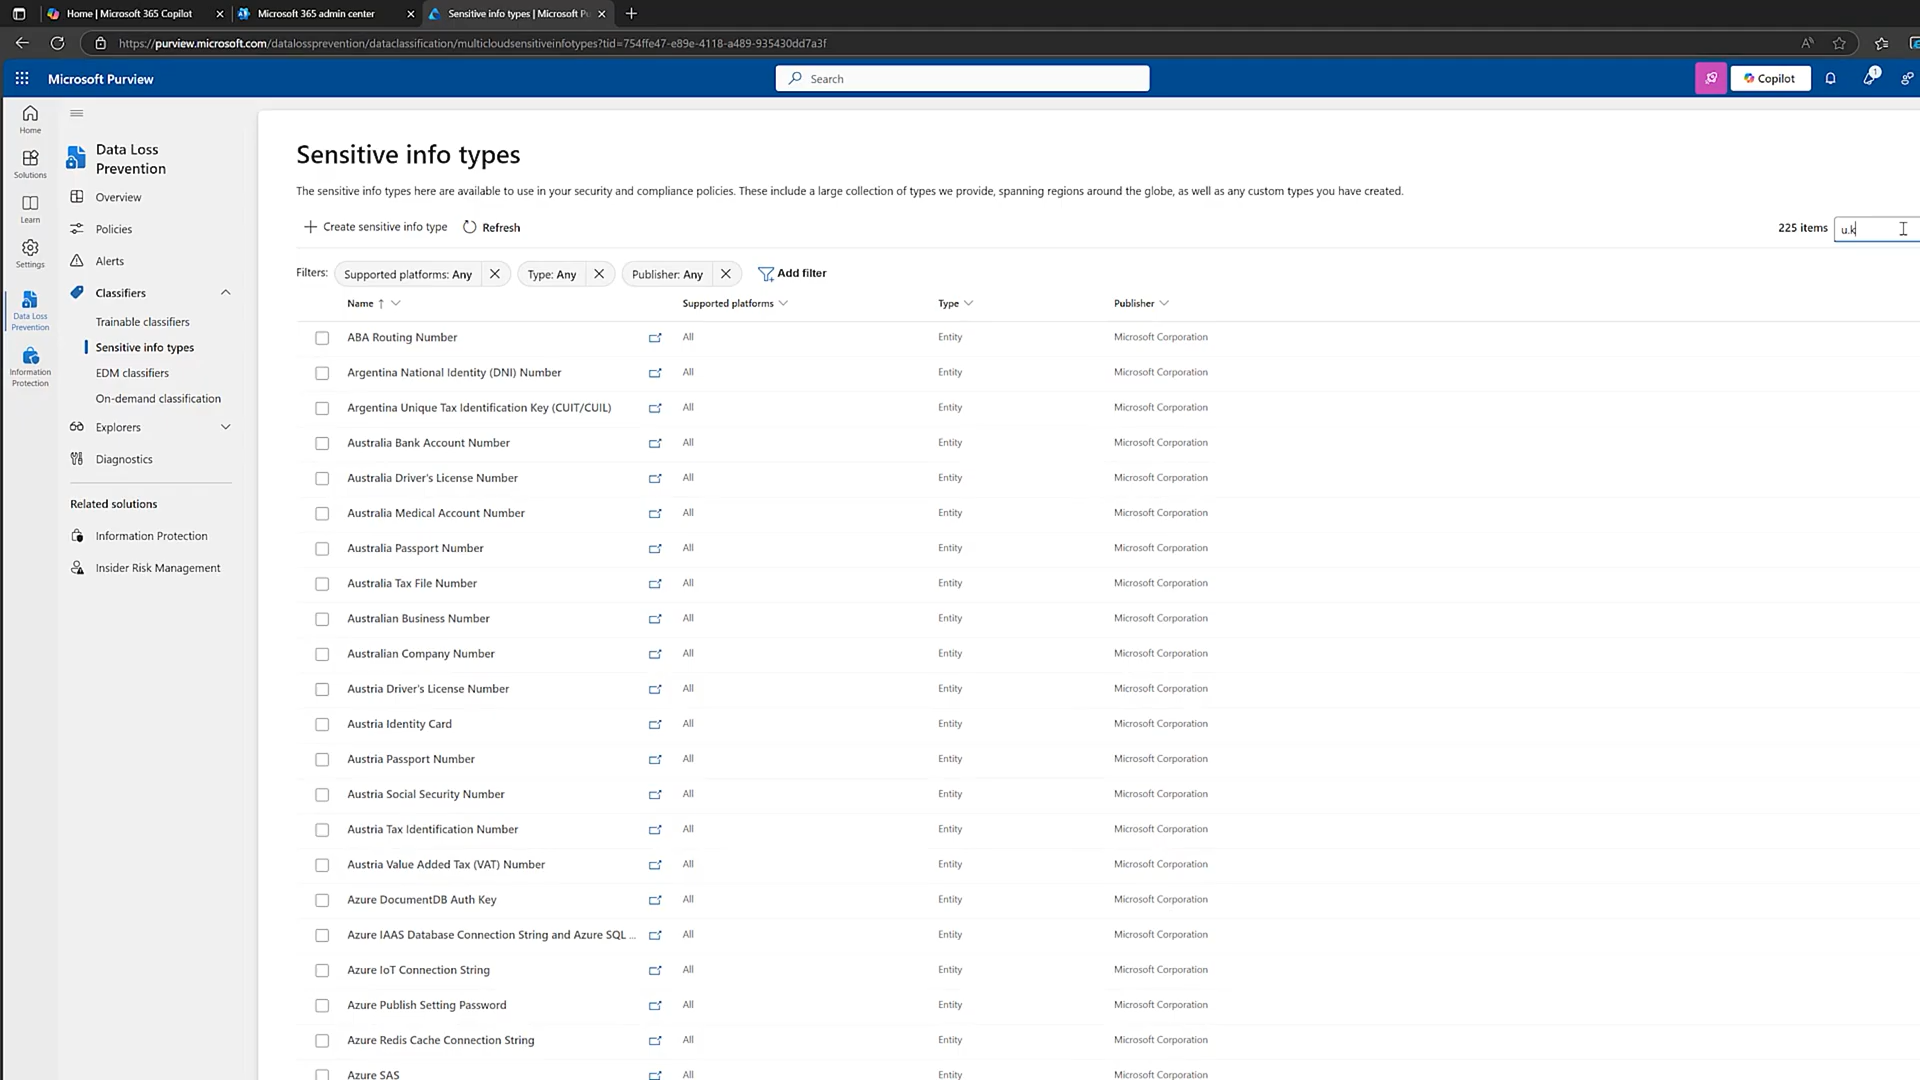 Home | Microsoft 365 Copilot
Microsoft 365 admin center
Sensitive info types | Microsoft Pu
https://purview.microsoft.com/datalossprevention/dataclassification/multicloudsensitiveinfotypes?tid=754ffe47-e89e-4118-a489-935430dd7a3f
Microsoft Purview
Search
Copilot
1
Home
Solutions
Learn
Settings
Data Loss
Prevention
Information
Protection
Data Loss
Prevention
Overview
Policies
Alerts
Classifiers
Trainable classifiers
Sensitive info types
EDM classifiers
On-demand classification
Explorers
Diagnostics
Related solutions
Information Protection
Insider Risk Management
Sensitive info types
The sensitive info types here are available to use in your security and compliance policies. These include a large collection of types we provide, spanning regions around the globe, as well as any custom types you have created.
Create sensitive info type Refresh
225 items u.k
Filters: Supported platforms: Any Type: Any Publisher: Any Add filter
Name Supported platforms Type Publisher
ABA Routing Number All Entity Microsoft Corporation
Argentina National Identity (DNI) Number All Entity Microsoft Corporation
Argentina Unique Tax Identification Key (CUIT/CUIL) All Entity Microsoft Corporation
Australia Bank Account Number All Entity Microsoft Corporation
Australia Driver's License Number All Entity Microsoft Corporation
Australia Medical Account Number All Entity Microsoft Corporation
Australia Passport Number All Entity Microsoft Corporation
Australia Tax File Number All Entity Microsoft Corporation
Australian Business Number All Entity Microsoft Corporation
Australian Company Number All Entity Microsoft Corporation
Austria Driver's License Number All Entity Microsoft Corporation
Austria Identity Card All Entity Microsoft Corporation
Austria Passport Number All Entity Microsoft Corporation
Austria Social Security Number All Entity Microsoft Corporation
Austria Tax Identification Number All Entity Microsoft Corporation
Austria Value Added Tax (VAT) Number All Entity Microsoft Corporation
Azure DocumentDB Auth Key All Entity Microsoft Corporation
Azure IAAS Database Connection String and Azure SQL ... All Entity Microsoft Corporation
Azure IoT Connection String All Entity Microsoft Corporation
Azure Publish Setting Password All Entity Microsoft Corporation
Azure Redis Cache Connection String All Entity Microsoft Corporation
Azure SAS All Entity Microsoft Corporation